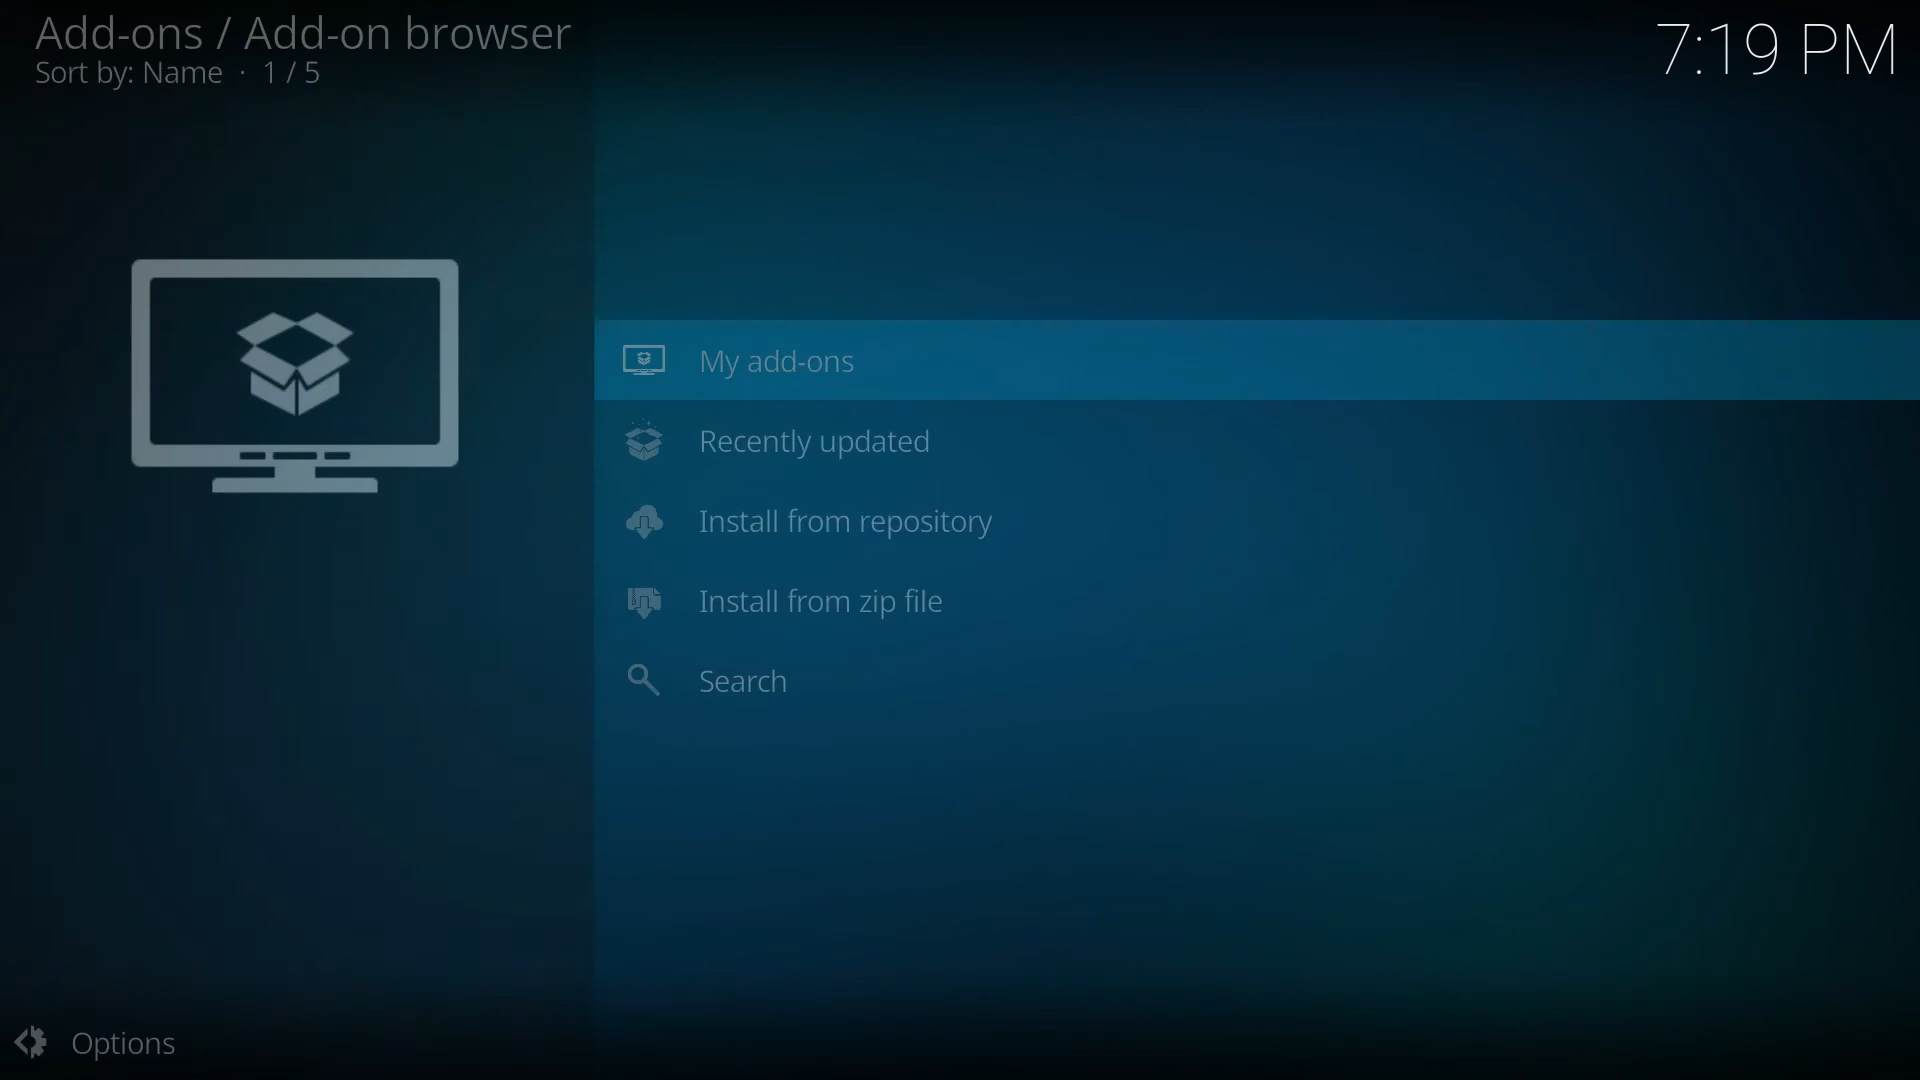 Add-ons / Add-on browser
Sort by: Name · 1 / 5
7:19 PM
My add-ons
Recently updated
Install from repository
Install from zip file
Search
Options